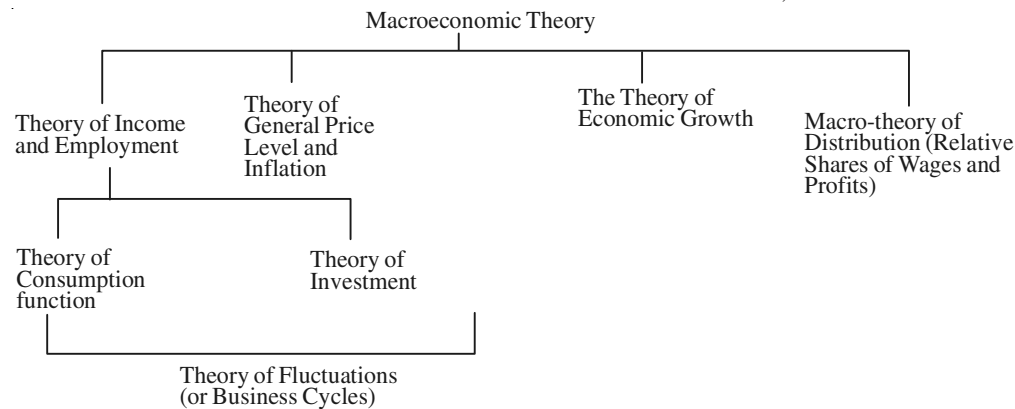 Macroeconomic Theory
Theory of Income
and Employment
Theory of
General Price
Level and
Inflation
The Theory of
Economic Growth
Macro-theory of
Distribution (Relative
Shares of Wages and
Profits)
Theory of
Consumption
function
Theory of
Investment
Theory of Fluctuations
(or Business Cycles)